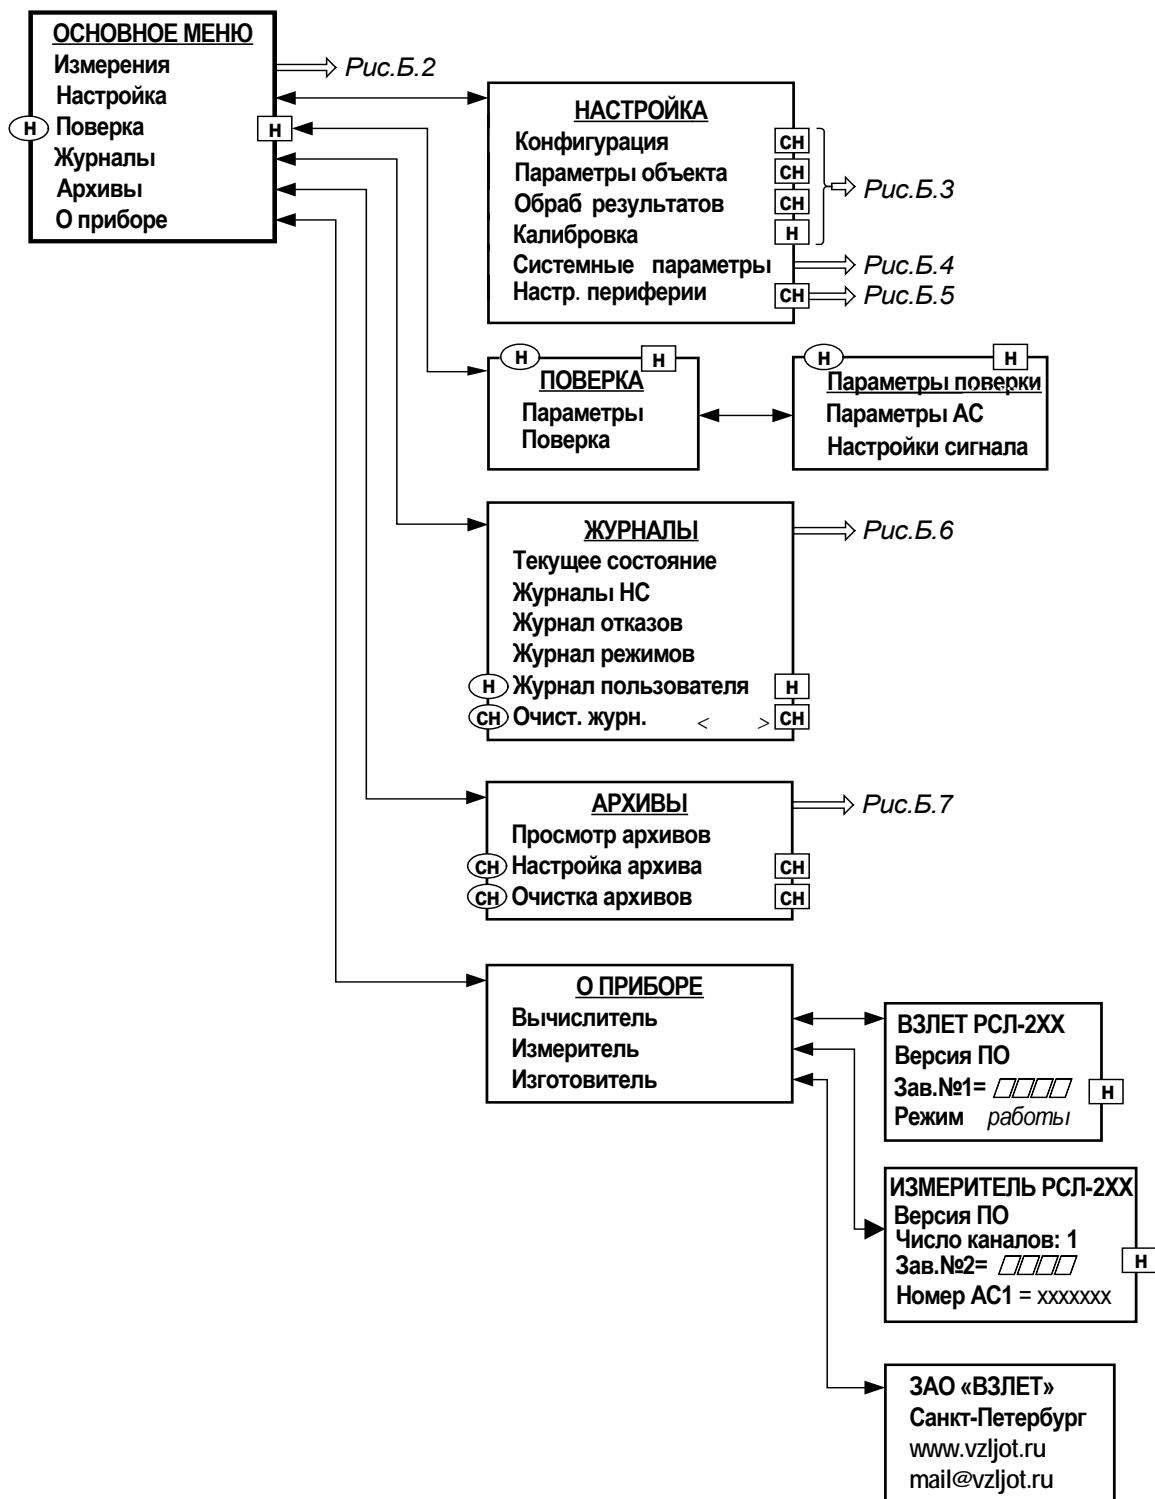 ОСНОВНОЕ МЕНЮ
Измерения
Рис.Б.2
Настройка
Н Поверка Н
Журналы
Архивы
О приборе
НАСТРОЙКА
Конфигурация СН
Параметры объекта СН
Рис.Б.3
Обраб результатов СН
Калибровка Н
Системные параметры Рис.Б.4
Настр. периферии СН Рис.Б.5
Н Н
ПОВЕРКА
Параметры
Поверка
Н Н
Параметры поверки
Параметры АС
Настройки сигнала
ЖУРНАЛЫ Рис.Б.6
Текущее состояние
Журналы НС
Журнал отказов
Журнал режимов
Н Журнал пользователя Н
СН Очист. журн. < > СН
АРХИВЫ Рис.Б.7
Просмотр архивов
СН Настройка архива СН
СН Очистка архивов СН
О ПРИБОРЕ
Вычислитель
Измеритель
Изготовитель
ВЗЛЕТ РСЛ-2ХХ
Версия ПО
Зав.№1= Н
Режим работы
ИЗМЕРИТЕЛЬ РСЛ-2ХХ
Версия ПО
Число каналов: 1
Зав.№2= Н
Номер АС1 = xxxxxxx
ЗАО «ВЗЛЕТ»
Санкт-Петербург
www.vzljot.ru
mail@vzljot.ru